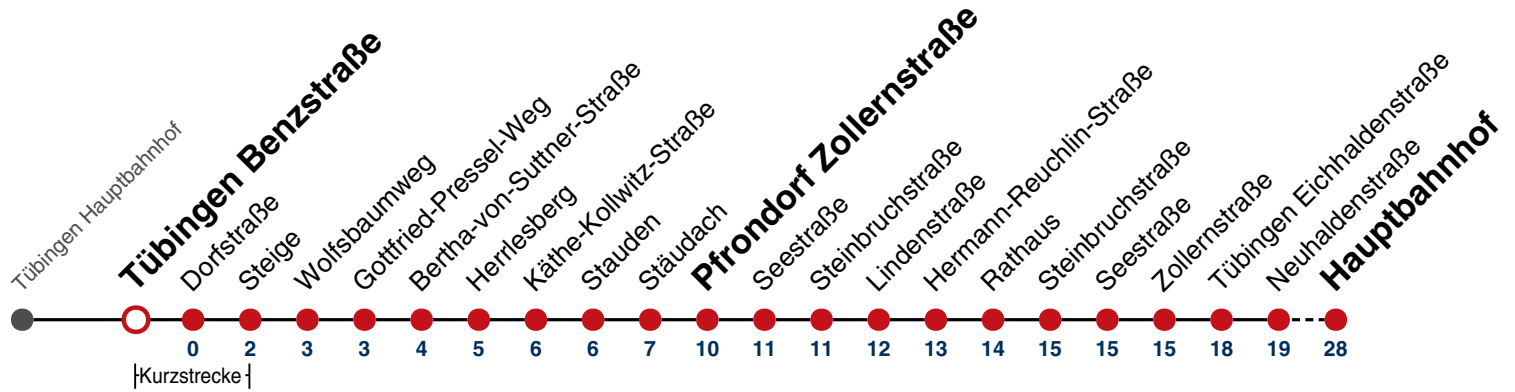 Tübingen Hauptbahnhof
Tübingen Benzstraße
Dorfstraße
Steige
Wolfsbaumweg
Gottfried-Pressel-Weg
Bertha-von-Suttner-Straße
Herrlesberg
Käthe-Kollwitz-Straße
Stauden
Stäudach
Pfrondorf Zollernstraße
Seestraße
Steinbruchstraße
Lindenstraße
Hermann-Reuchlin-Straße
Rathaus
Steinbruchstraße
Seestraße
Zollernstraße
Tübingen Eichhaldenstraße
Neuhaldenstraße
Hauptbahnhof
0 2 3 3 4 5 6 6 7 10 11 11 12 13 14 15 15 15 18 19 28
Kurzstrecke